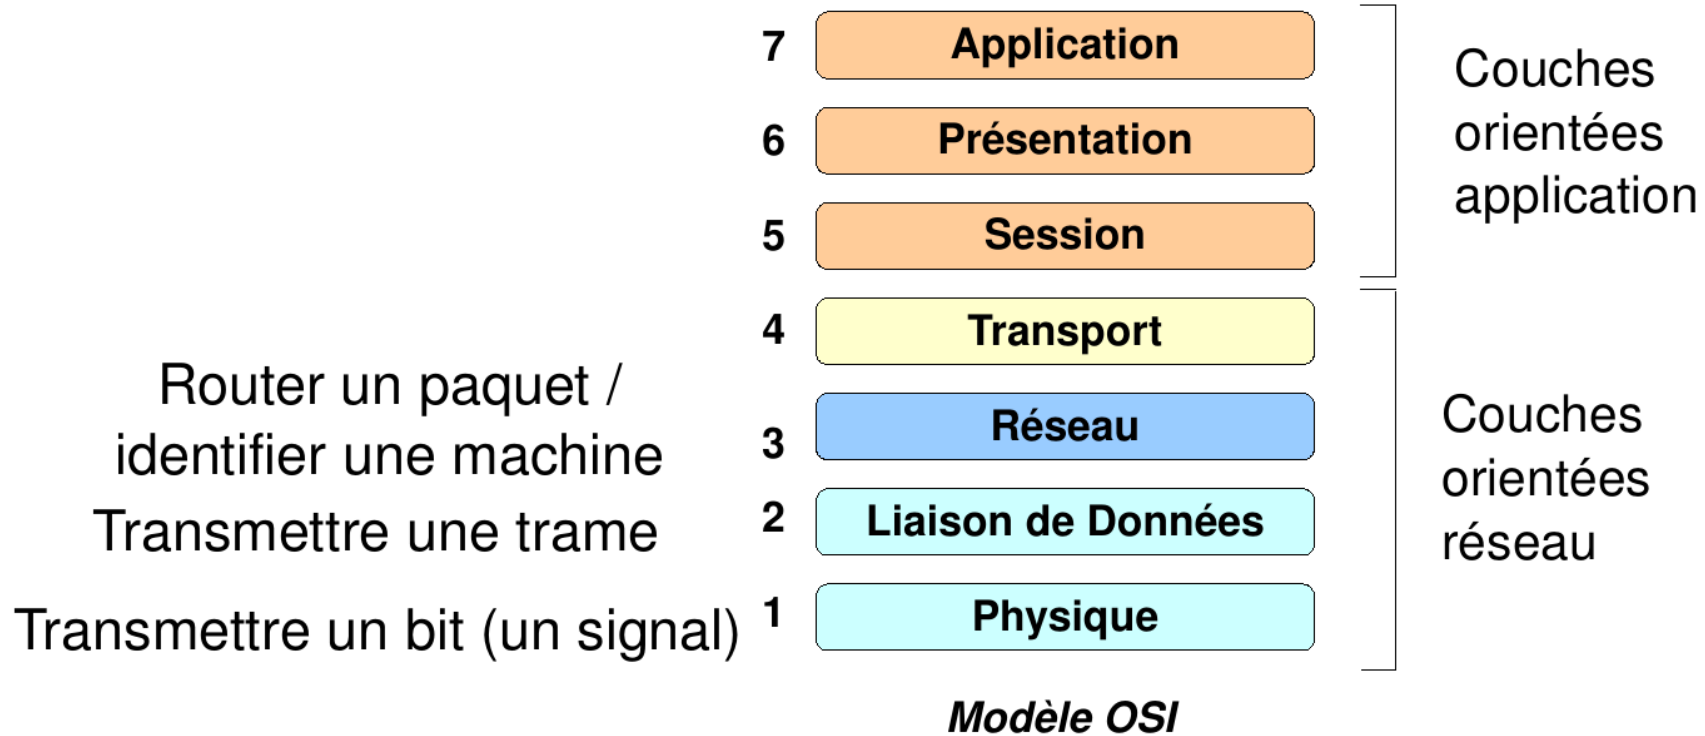 7 Application
6 Présentation
5 Session
Couches
orientées
application
4 Transport
Router un paquet /
identifier une machine
3 Réseau
Transmettre une trame
2 Liaison de Données
Transmettre un bit (un signal)
1 Physique
Couches
orientées
réseau
Modèle OSI